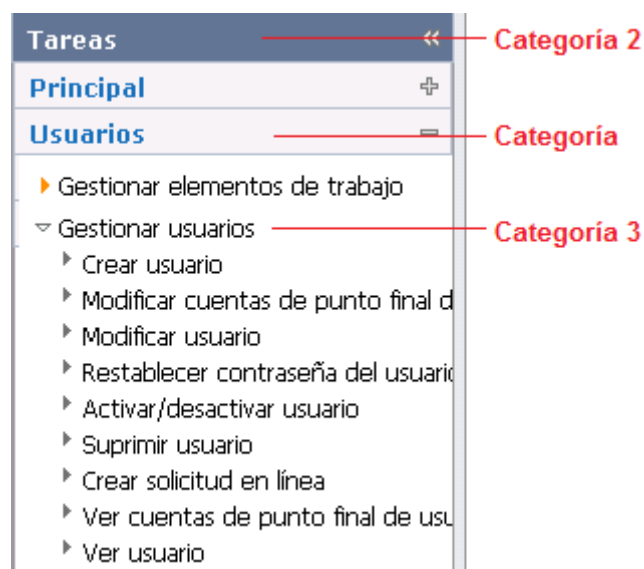 Tareas « Categoría 2
Principal
Usuarios Categoría
Gestionar elementos de trabajo
Gestionar usuarios Categoría 3
Crear usuario
Modificar cuentas de punto final d
Modificar usuario
Restablecer contraseña del usuario
Activar/desactivar usuario
Suprimir usuario
Crear solicitud en línea
Ver cuentas de punto final de usu
Ver usuario